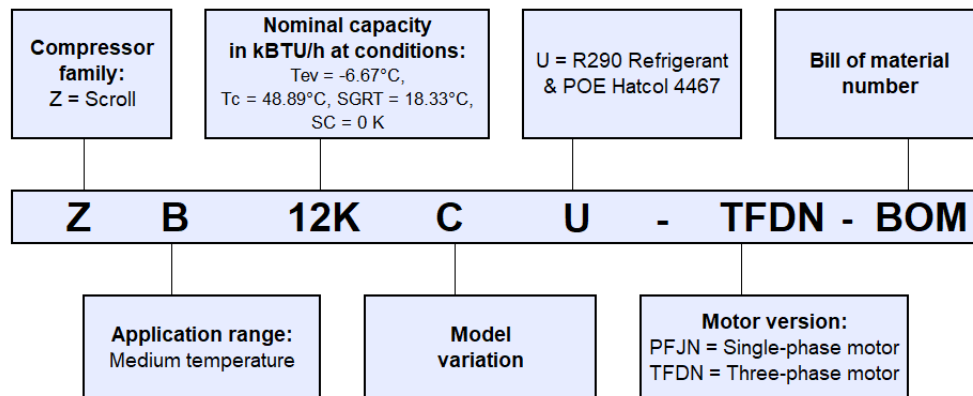 Compressor
family:
Z = Scroll
Nominal capacity
in kBTU/h at conditions:
Tev = -6.67°C,
Tc = 48.89°C, SGRT = 18.33°C,
SC = 0 K
U = R290 Refrigerant
& POE Hatcol 4467
Bill of material
number
Z B 12K C U - TFDN - BOM
Application range:
Medium temperature
Model
variation
Motor version:
PFJN = Single-phase motor
TFDN = Three-phase motor